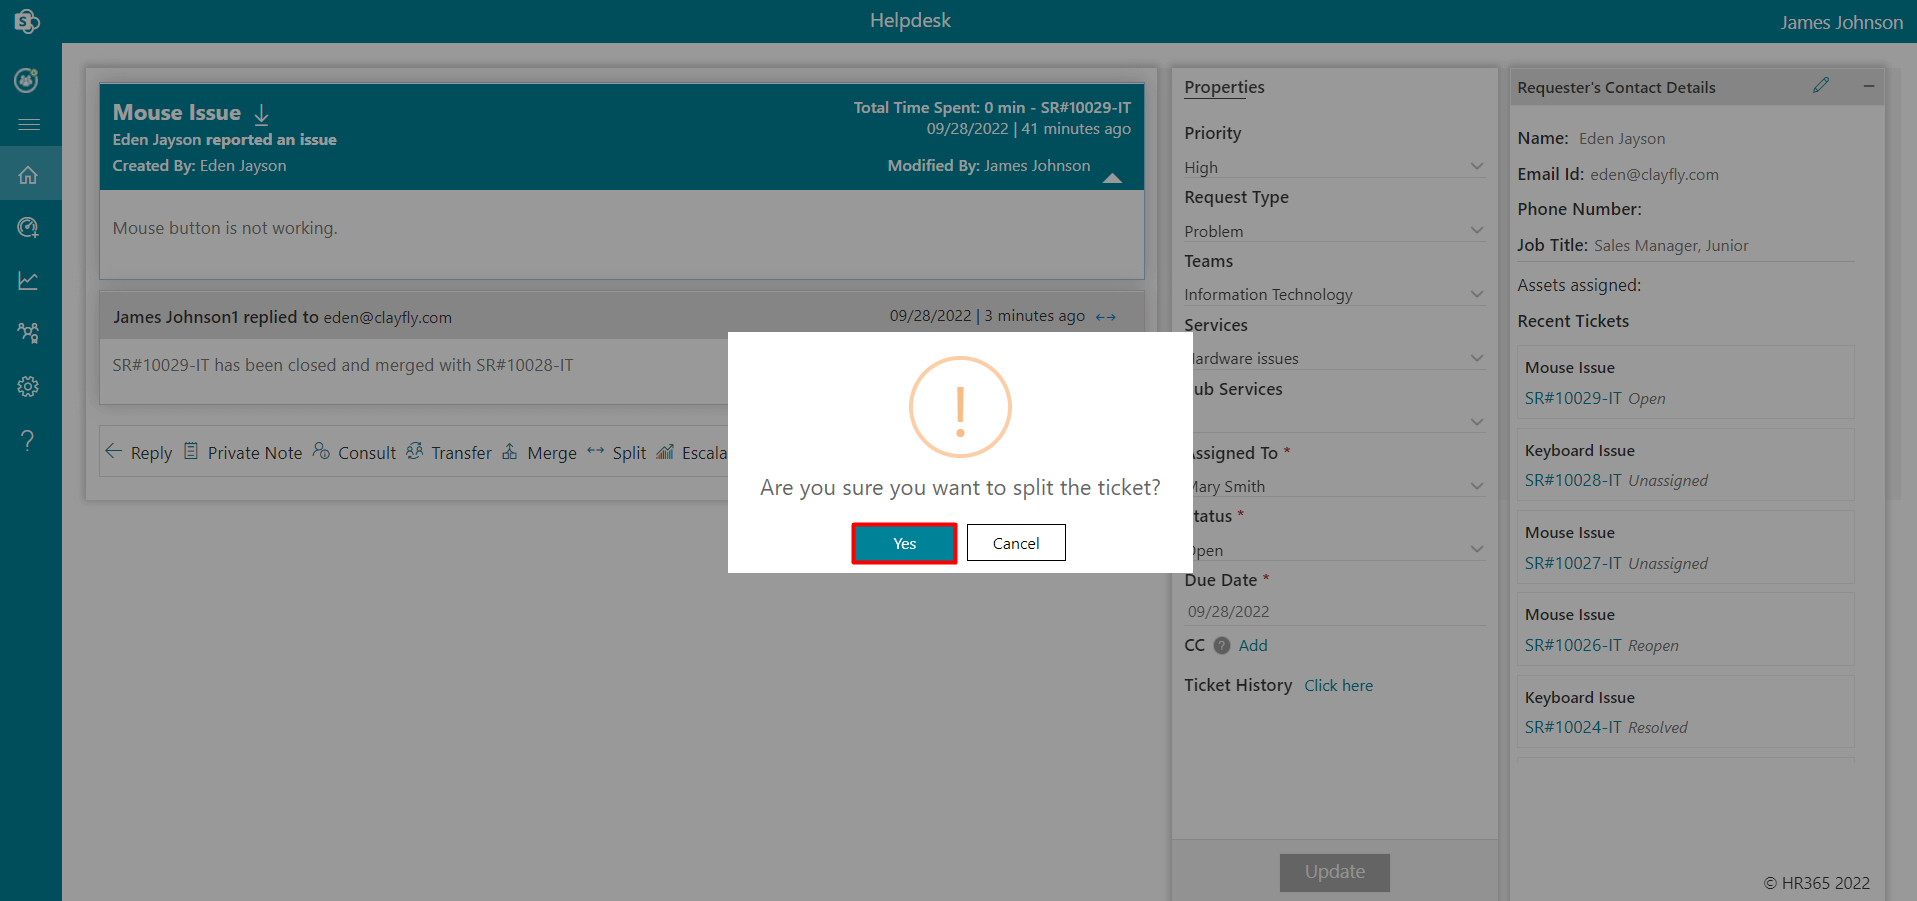 Helpdesk
James Johnson
Mouse Issue
Eden Jayson reported an issue
Created By: Eden Jayson
Total Time Spent: 0 min - SR#10029-IT
09/28/2022 | 41 minutes ago
Modified By: James Johnson
Mouse button is not working.
James Johnson1 replied to eden@clayfly.com
09/28/2022 | 3 minutes ago
SR#10029-IT has been closed and merged with SR#10028-IT
Reply Private Note Consult Transfer Merge Split Escala
Are you sure you want to split the ticket?
Yes
Cancel
Properties
Priority
High
Request Type
Problem
Teams
Information Technology
Services
ardware issues
ub Services
ssigned To *
Mary Smith
tatus *
pen
Due Date *
09/28/2022
CC ? Add
Ticket History Click here
Update
Requester's Contact Details
Name: Eden Jayson
Email Id: eden@clayfly.com
Phone Number:
Job Title: Sales Manager, Junior
Assets assigned:
Recent Tickets
Mouse Issue
SR#10029-IT Open
Keyboard Issue
SR#10028-IT Unassigned
Mouse Issue
SR#10027-IT Unassigned
Mouse Issue
SR#10026-IT Reopen
Keyboard Issue
SR#10024-IT Resolved
© HR365 2022